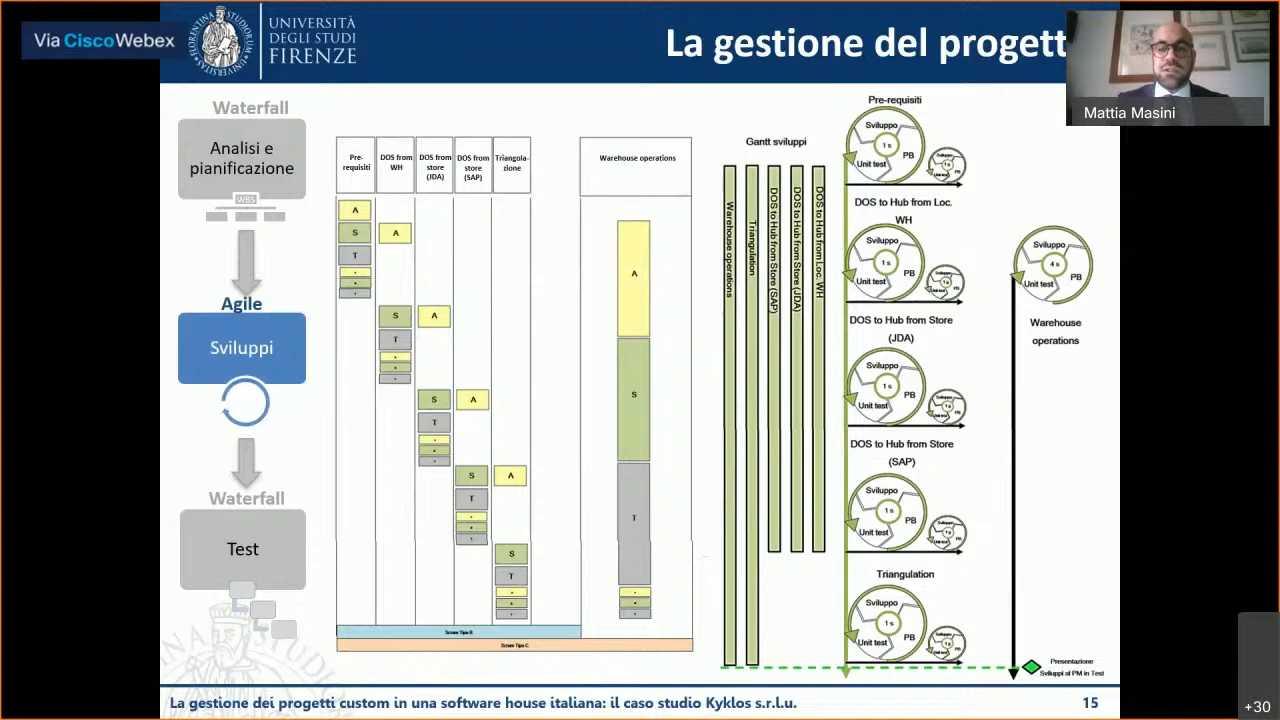 Via Cisco Webex
UNIVERSITÀ
DEGLI STUDI
FIRENZE
La gestione del progett
Mattia Masini
Waterfall
Analisi e
pianificazione
WBS
Agile
Sviluppi
Waterfall
Test
Pre-
requisiti
DOS from
WH
DOS from
store
(JDA)
DOS from
store
(SAP)
Triangola-
zione
Warehouse operations
A
S
A
T
S
A
T
S
A
T
S
A
T
S
T
A
S
T
Scrum Tipo B
Scrum Tipo C
Gantt sviluppi
Warehouse operations
Triangulation
DOS to Hub from Store (SAP)
DOS to Hub from Store (JDA)
DOS to Hub from Loc. WH
Pre-requisiti
Sviluppo
1 s
PB
Unit test
DOS to Hub from Loc.
WH
Sviluppo
1 s
PB
Unit test
DOS to Hub from Store
(JDA)
Sviluppo
1 s
PB
Unit test
DOS to Hub from Store
(SAP)
Sviluppo
1 s
PB
Unit test
Triangulation
Sviluppo
1 s
PB
Unit test
Sviluppo
4 s
PB
Unit test
Warehouse
operations
Presentazione
Sviluppi al PM in Test
La gestione dei progetti custom in una software house italiana: il caso studio Kyklos s.r.l.u.
15
+30